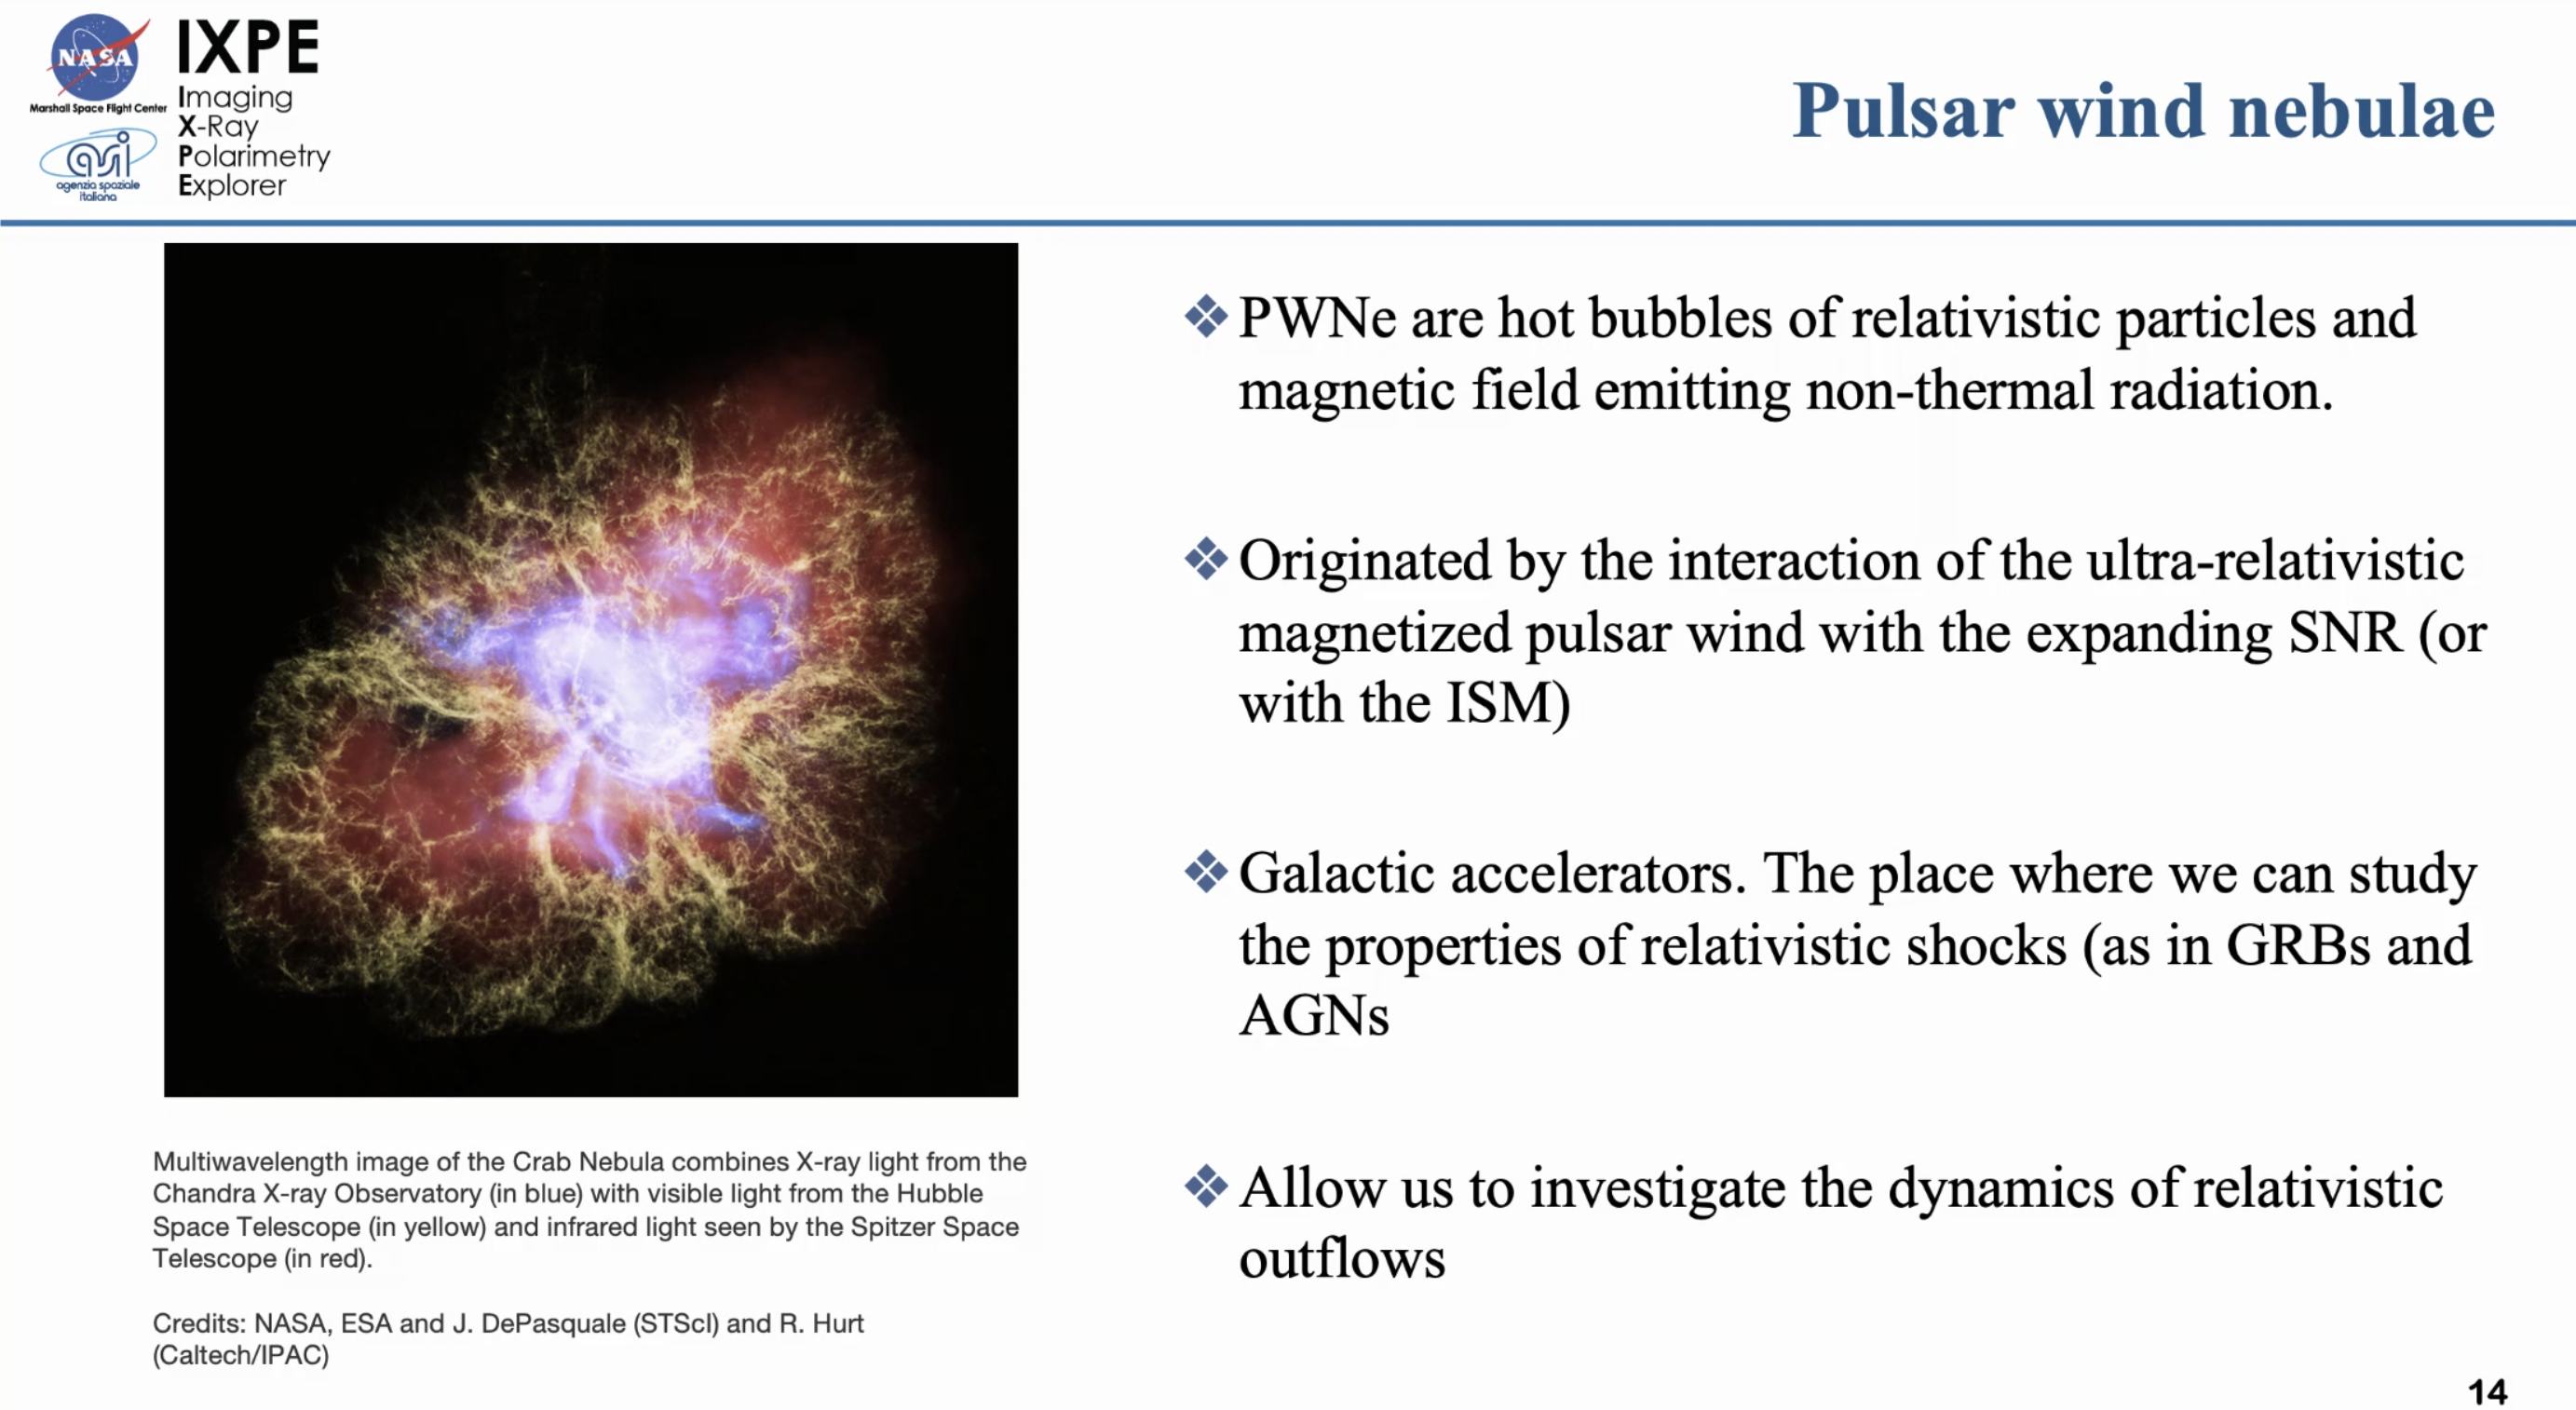 NASA
Marshall Space Flight Center
asi
agenzia spaziale
italiana
IXPE
Imaging
X-Ray
Polarimetry
Explorer
Pulsar wind nebulae
PWNe are hot bubbles of relativistic particles and
magnetic field emitting non-thermal radiation.
Originated by the interaction of the ultra-relativistic
magnetized pulsar wind with the expanding SNR (or
with the ISM)
Galactic accelerators. The place where we can study
the properties of relativistic shocks (as in GRBs and
AGNs
Allow us to investigate the dynamics of relativistic
outflows
Multiwavelength image of the Crab Nebula combines X-ray light from the
Chandra X-ray Observatory (in blue) with visible light from the Hubble
Space Telescope (in yellow) and infrared light seen by the Spitzer Space
Telescope (in red).
Credits: NASA, ESA and J. DePasquale (STScI) and R. Hurt
(Caltech/IPAC)
14